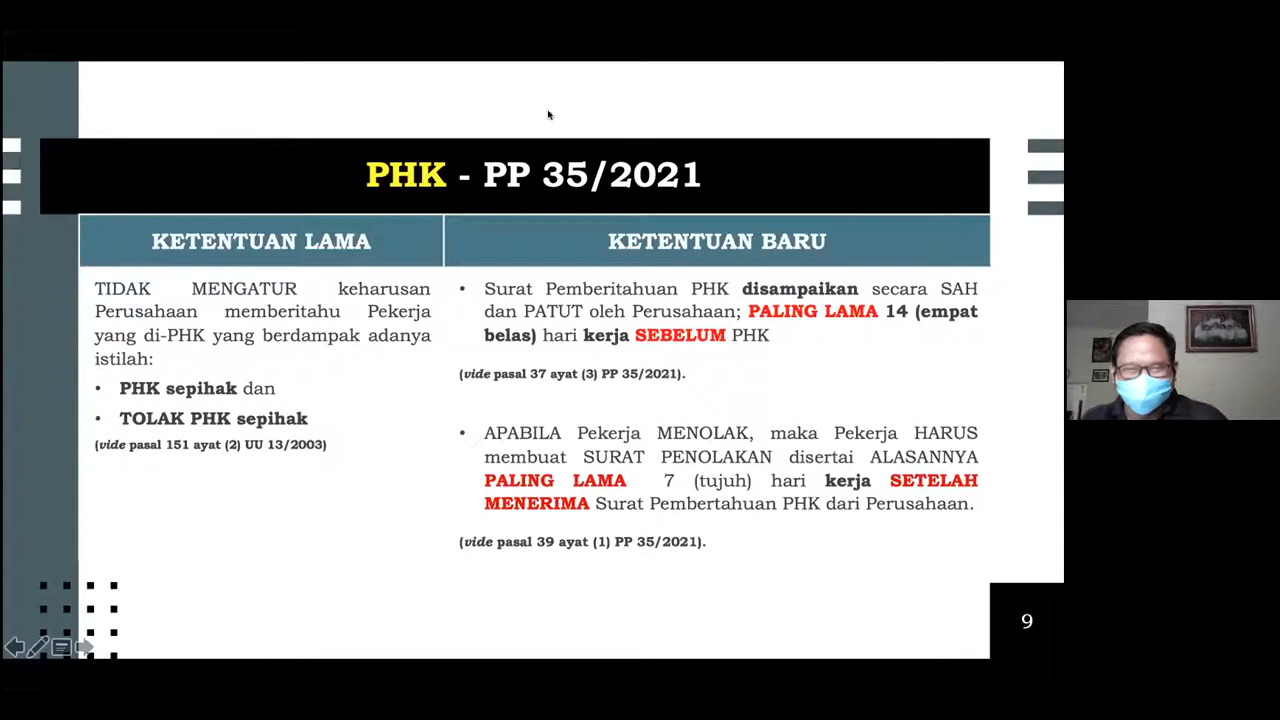 PHK - PP 35/2021
KETENTUAN LAMA
TIDAK MENGATUR keharusan
Perusahaan memberitahu Pekerja
yang di-PHK yang berdampak adanya
istilah:
• PHK sepihak dan
• TOLAK PHK sepihak
(vide pasal 151 ayat (2) UU 13/2003)
KETENTUAN BARU
• Surat Pemberitahuan PHK disampaikan secara SAH
dan PATUT oleh Perusahaan; PALING LAMA 14 (empat
belas) hari kerja SEBELUM PHK
(vide pasal 37 ayat (3) PP 35/2021).
• APABILA Pekerja MENOLAK, maka Pekerja HARUS
membuat SURAT PENOLAKAN disertai ALASANNYA
PALING LAMA 7 (tujuh) hari kerja SETELAH
MENERIMA Surat Pembertahuan PHK dari Perusahaan.
(vide pasal 39 ayat (1) PP 35/2021).
9